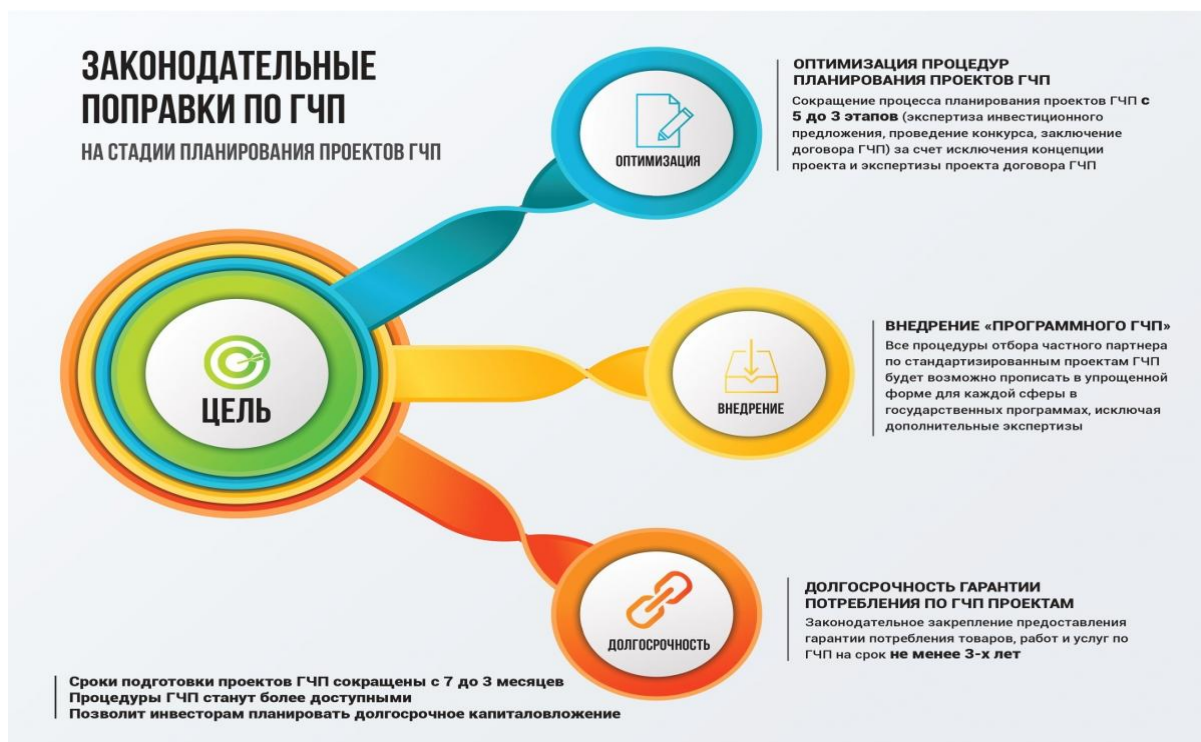 ЗАКОНОДАТЕЛЬНЫЕ
ПОПРАВКИ ПО ГЧП
НА СТАДИИ ПЛАНИРОВАНИЯ ПРОЕКТОВ ГЧП
ОПТИМИЗАЦИЯ
ОПТИМИЗАЦИЯ ПРОЦЕДУР
ПЛАНИРОВАНИЯ ПРОЕКТОВ ГЧП
Сокращение процесса планирования проектов ГЧП с
5 до 3 этапов (экспертиза инвестиционного
предложения, проведение конкурса, заключение
договора ГЧП) за счет исключения концепции
проекта и экспертизы проекта договора ГЧП
ЦЕЛЬ
ВНЕДРЕНИЕ
ВНЕДРЕНИЕ «ПРОГРАММНОГО ГЧП»
Все процедуры отбора частного партнера
по стандартизированным проектам ГЧП
будет возможно прописать в упрощенной
форме для каждой сферы в
государственных программах, исключая
дополнительные экспертизы
ДОЛГОСРОЧНОСТЬ
ДОЛГОСРОЧНОСТЬ ГАРАНТИИ
ПОТРЕБЛЕНИЯ ПО ГЧП ПРОЕКТАМ
Законодательное закрепление предоставления
гарантии потребления товаров, работ и услуг по
ГЧП на срок не менее 3-х лет
Сроки подготовки проектов ГЧП сокращены с 7 до 3 месяцев
Процедуры ГЧП станут более доступными
Позволит инвесторам планировать долгосрочное капиталовложение